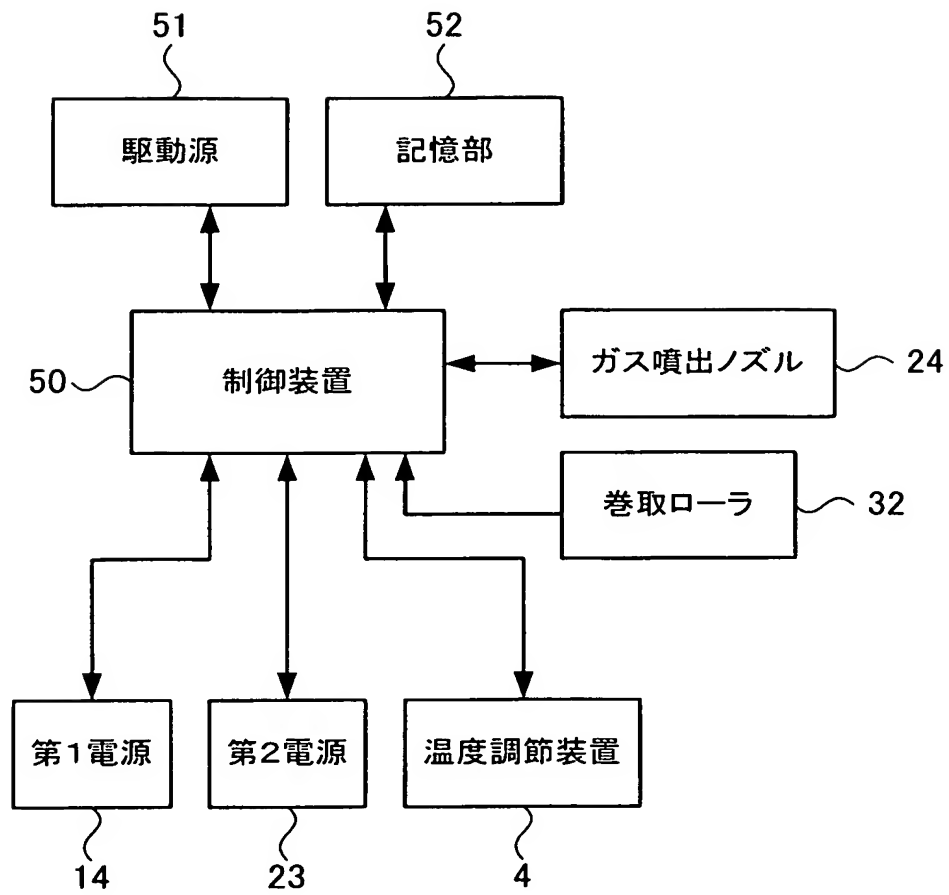 51
52
駆動源
記憶部
50
制御装置
ガス噴出ノズル
24
巻取ローラ
32
第1電源
第2電源
温度調節装置
14
23
4